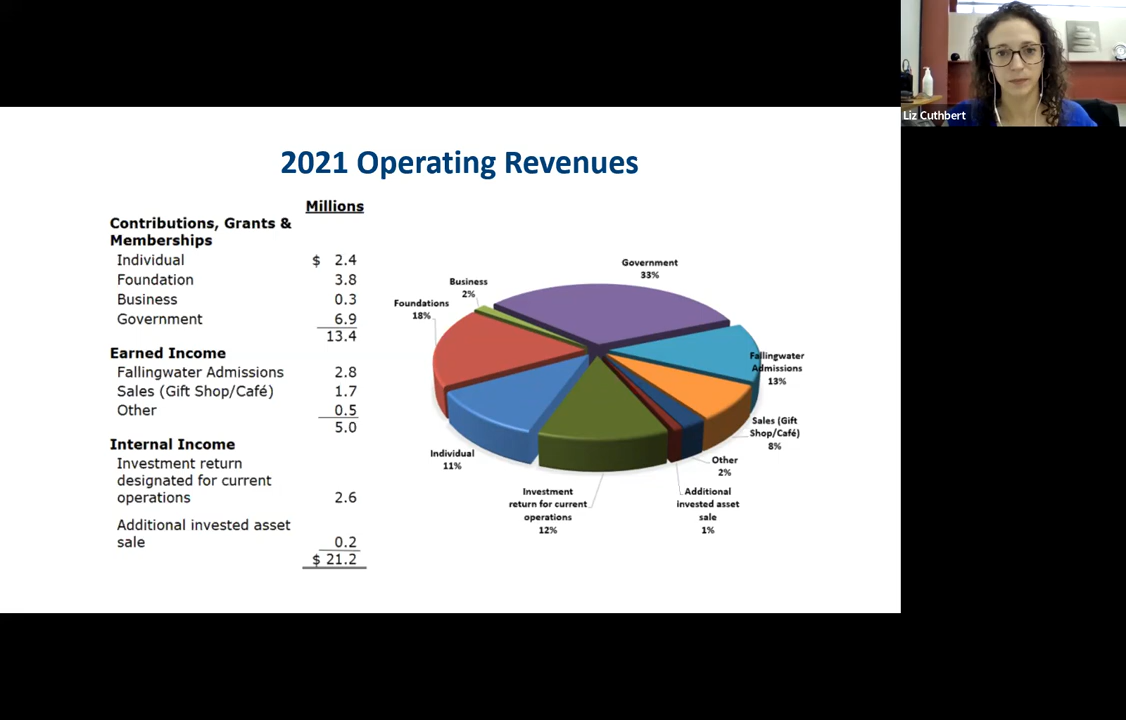 Liz Cuthbert
2021 Operating Revenues
Millions
Contributions, Grants &
Memberships
Individual $ 2.4
Foundation 3.8
Business 0.3
Government 6.9
13.4
Earned Income
Fallingwater Admissions 2.8
Sales (Gift Shop/Café) 1.7
Other 0.5
5.0
Internal Income
Investment return
designated for current
operations 2.6
Additional invested asset
sale 0.2
$ 21.2
Government
33%
Business
2%
Foundations
18%
Fallingwater
Admissions
13%
Sales (Gift
Shop/Café)
8%
Individual
11%
Other
2%
Investment
return for current
operations
12%
Additional
invested asset
sale
1%